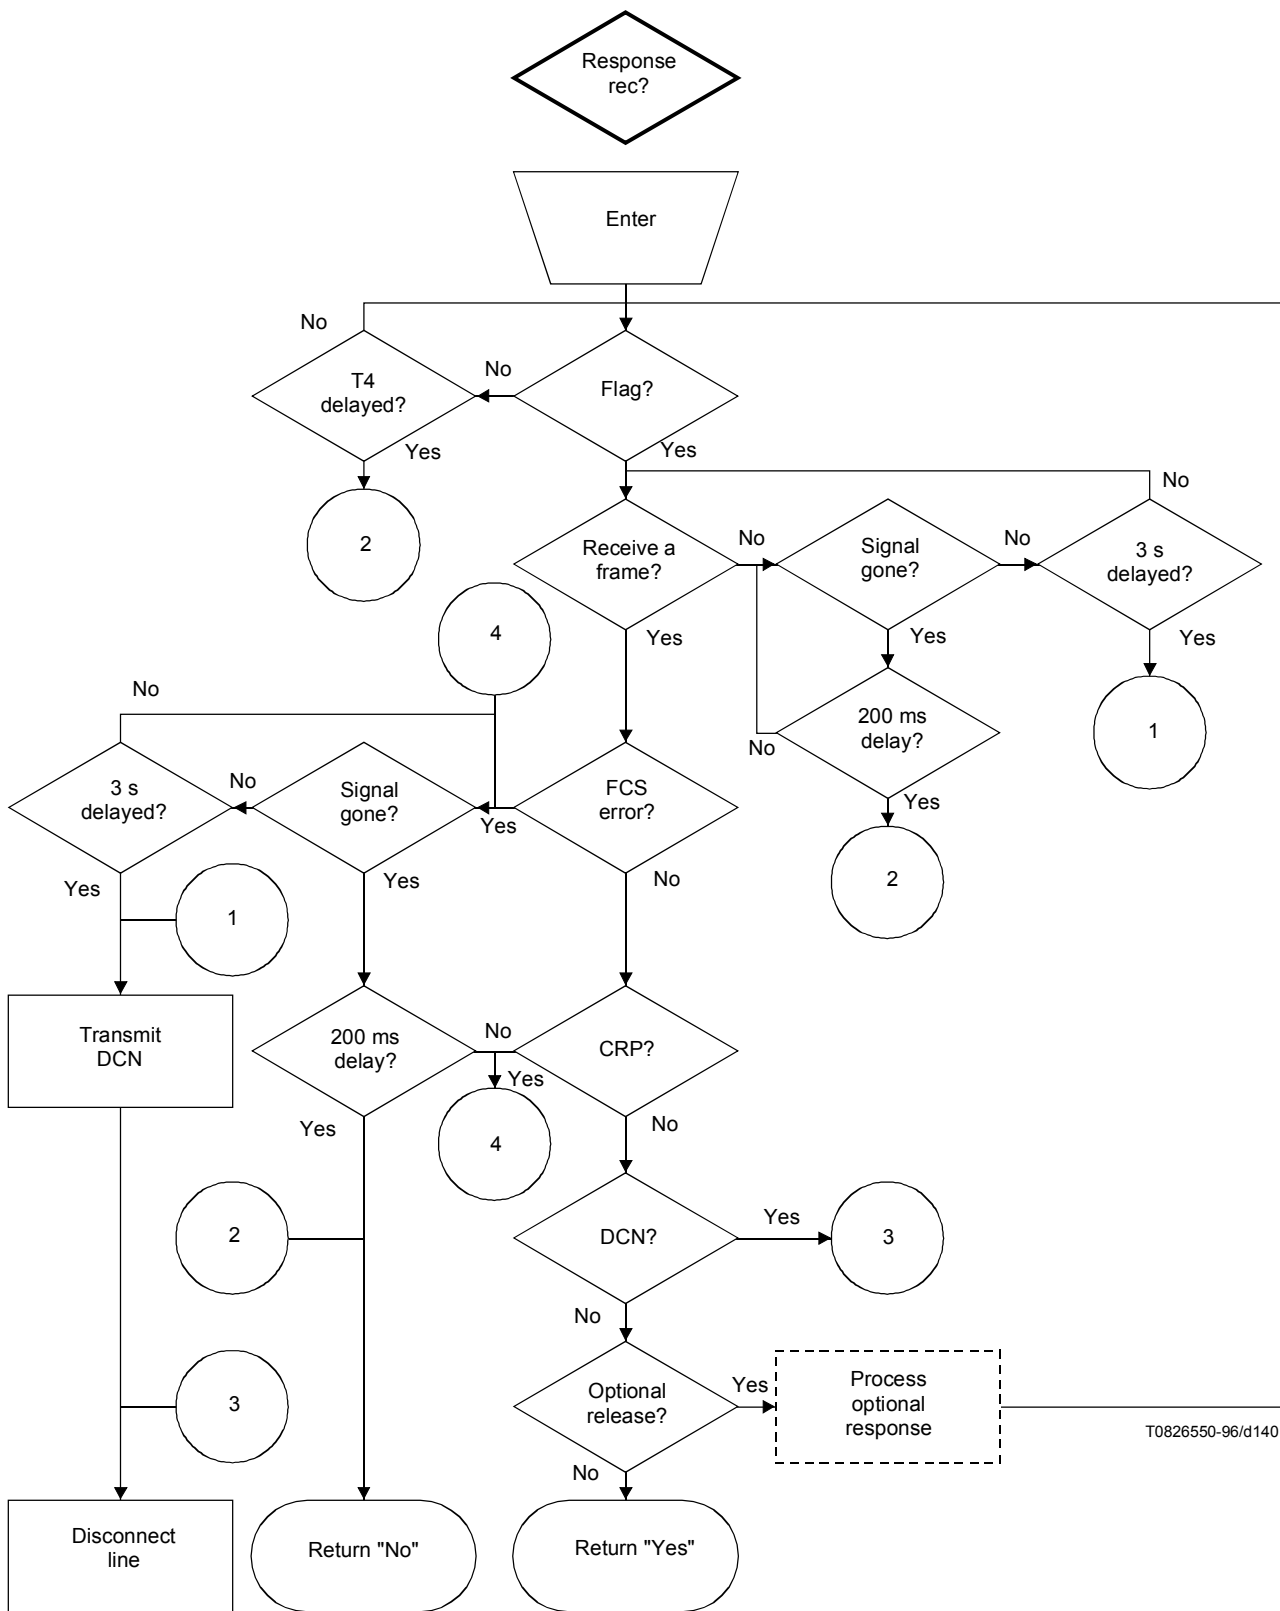 Response
rec?
Enter
No
T4
delayed?
No
Flag?
Yes
Yes
No
2
Receive a
frame?
No
Signal
gone?
No
3 s
delayed?
4
Yes
Yes
Yes
No
200 ms
delay?
No
1
3 s
delayed?
No
Signal
gone?
Yes
FCS
error?
Yes
2
Yes
Yes
No
1
Transmit
DCN
200 ms
delay?
No
CRP?
Yes
Yes
4
No
2
DCN?
Yes
3
No
3
Optional
release?
Yes
Process
optional
response
T0826550-96/d140
No
Disconnect
line
Return "No"
Return "Yes"